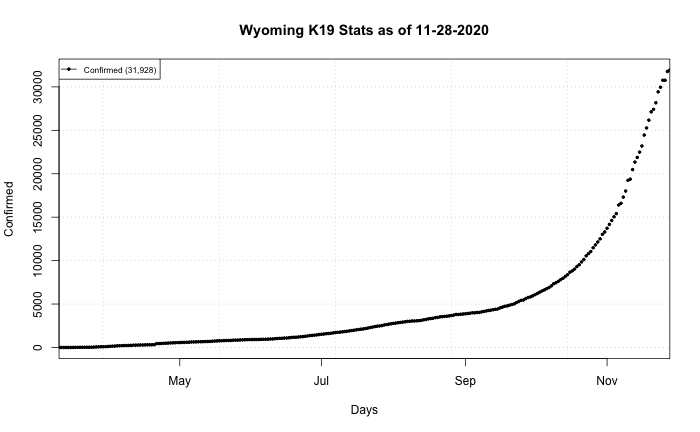 Wyoming K19 Stats as of 11-28-2020
Confirmed (31,928)
Confirmed
30000
25000
20000
15000
10000
5000
0
May Jul Sep Nov
Days